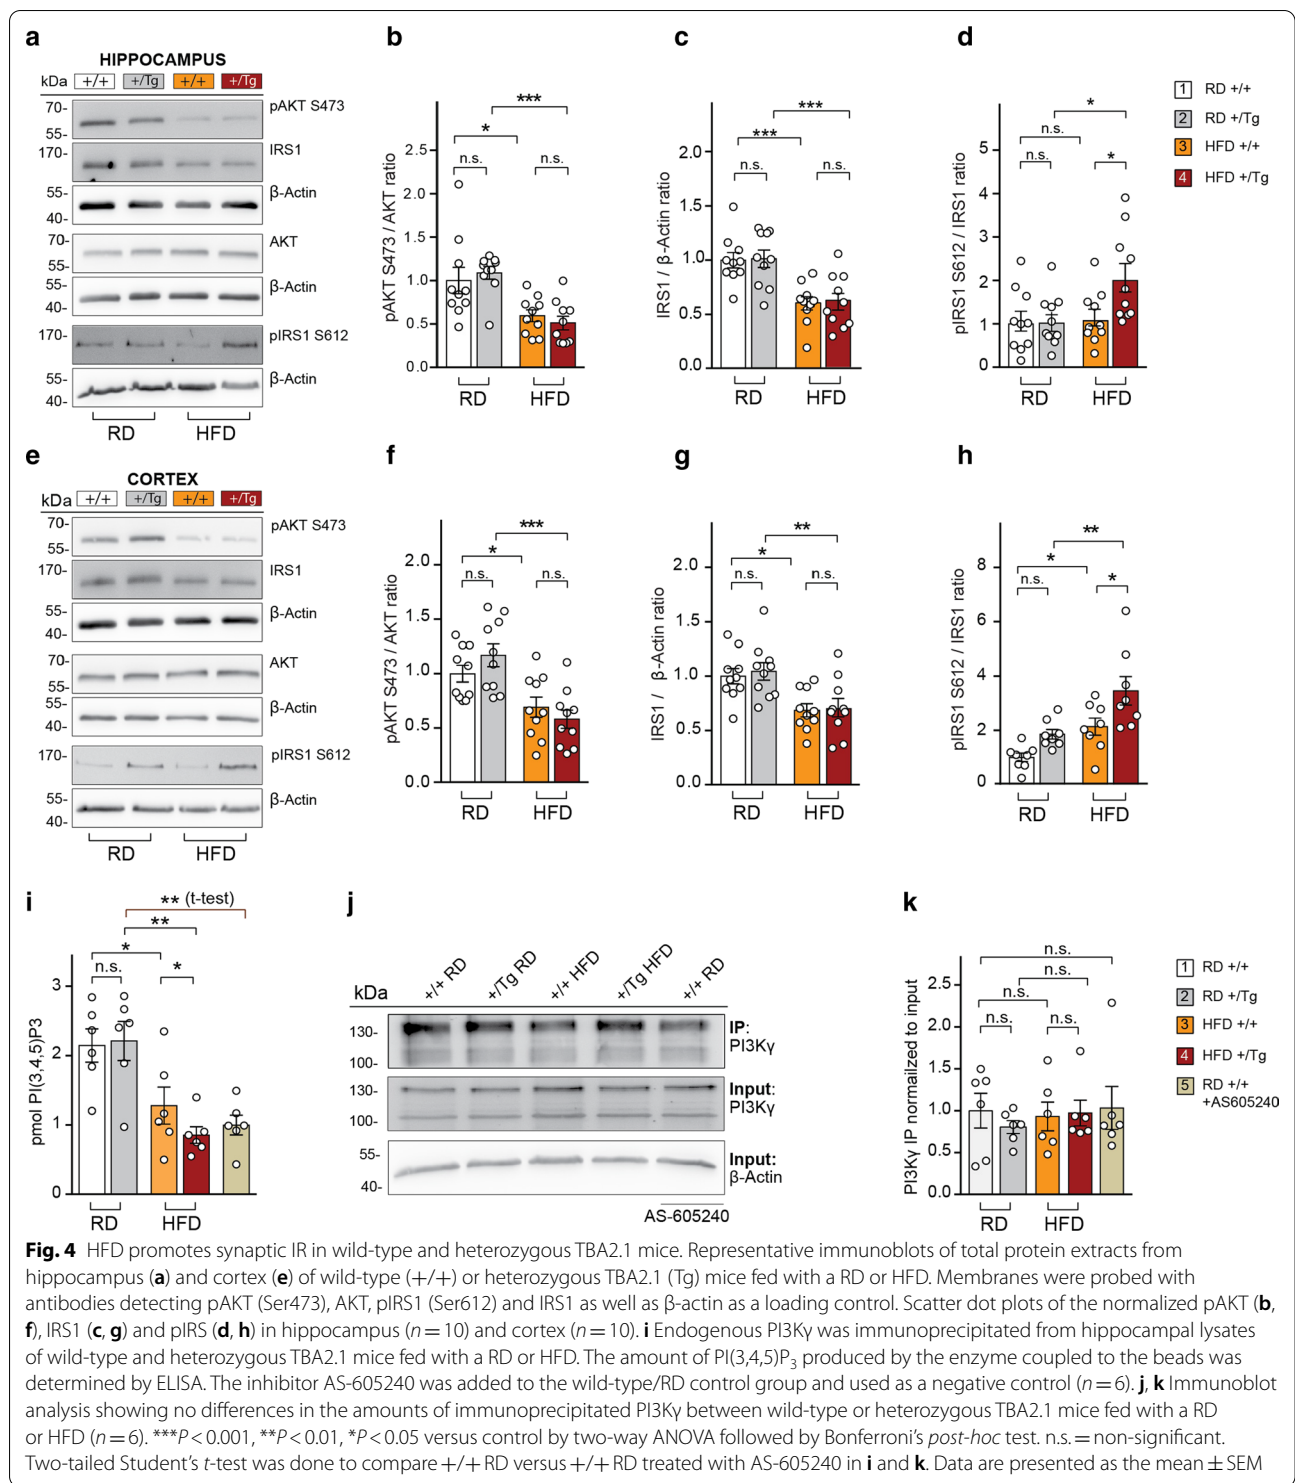 a
HIPPOCAMPUS
kDa +/+ +/Tg +/+ +/Tg
70-
55-
pAKT S473
170-
IRS1
55-
40-
β-Actin
70-
55-
AKT
55-
40-
β-Actin
170-
pIRS1 S612
55-
40-
β-Actin
RD HFD
b
pAKT S473 / AKT ratio
2.5
2.0
1.5
1.0
0.5
0.0
***
*
n.s. n.s.
RD HFD
c
IRS1 / β-Actin ratio
2.0
1.5
1.0
0.5
0.0
***
***
n.s. n.s.
RD HFD
d
pIRS1 S612 / IRS1 ratio
5
4
3
2
1
0
*
n.s.
n.s. *
RD HFD
1 RD +/+
2 RD +/Tg
3 HFD +/+
4 HFD +/Tg
e
CORTEX
kDa +/+ +/Tg +/+ +/Tg
70-
55-
pAKT S473
170-
IRS1
55-
40-
β-Actin
70-
55-
AKT
55-
40-
β-Actin
170-
pIRS1 S612
55-
40-
β-Actin
RD HFD
f
pAKT S473 / AKT ratio
2.0
1.5
1.0
0.5
0.0
***
*
n.s. n.s.
RD HFD
g
IRS1 / β-Actin ratio
2.0
1.5
1.0
0.5
0.0
**
*
n.s. n.s.
RD HFD
h
pIRS1 S612 / IRS1 ratio
8
6
4
2
0
**
*
n.s. *
RD HFD
i
pmol PI(3,4,5)P3
3
2
1
0
** (t-test)
**
*
n.s. *
RD HFD
j
kDa +/+ RD +/Tg RD +/+ HFD +/Tg HFD +/+ RD
130-
100-
IP:
PI3Kγ
130-
100-
Input:
PI3Kγ
55-
40-
Input:
β-Actin
AS-605240
k
PI3Kγ IP normailzed to input
2.5
2.0
1.5
1.0
0.5
0.0
n.s.
n.s.
n.s.
n.s. n.s.
RD HFD
1 RD +/+
2 RD +/Tg
3 HFD +/+
4 HFD +/Tg
5 RD +/+
+AS605240
Fig. 4 HFD promotes synaptic IR in wild-type and heterozygous TBA2.1 mice. Representative immunoblots of total protein extracts from
hippocampus (a) and cortex (e) of wild-type (+/+) or heterozygous TBA2.1 (Tg) mice fed with a RD or HFD. Membranes were probed with
antibodies detecting pAKT (Ser473), AKT, pIRS1 (Ser612) and IRS1 as well as β-actin as a loading control. Scatter dot plots of the normalized pAKT (b,
f), IRS1 (c, g) and pIRS (d, h) in hippocampus (n = 10) and cortex (n = 10). i Endogenous PI3Kγ was immunoprecipitated from hippocampal lysates
of wild-type and heterozygous TBA2.1 mice fed with a RD or HFD. The amount of PI(3,4,5)P3 produced by the enzyme coupled to the beads was
determined by ELISA. The inhibitor AS-605240 was added to the wild-type/RD control group and used as a negative control (n = 6). j, k Immunoblot
analysis showing no differences in the amounts of immunoprecipitated PI3Kγ between wild-type or heterozygous TBA2.1 mice fed with a RD
or HFD (n = 6). ***P < 0.001, **P < 0.01, *P < 0.05 versus control by two-way ANOVA followed by Bonferroni's post-hoc test. n.s. = non-significant.
Two-tailed Student's t-test was done to compare +/+ RD versus +/+ RD treated with AS-605240 in i and k. Data are presented as the mean ± SEM